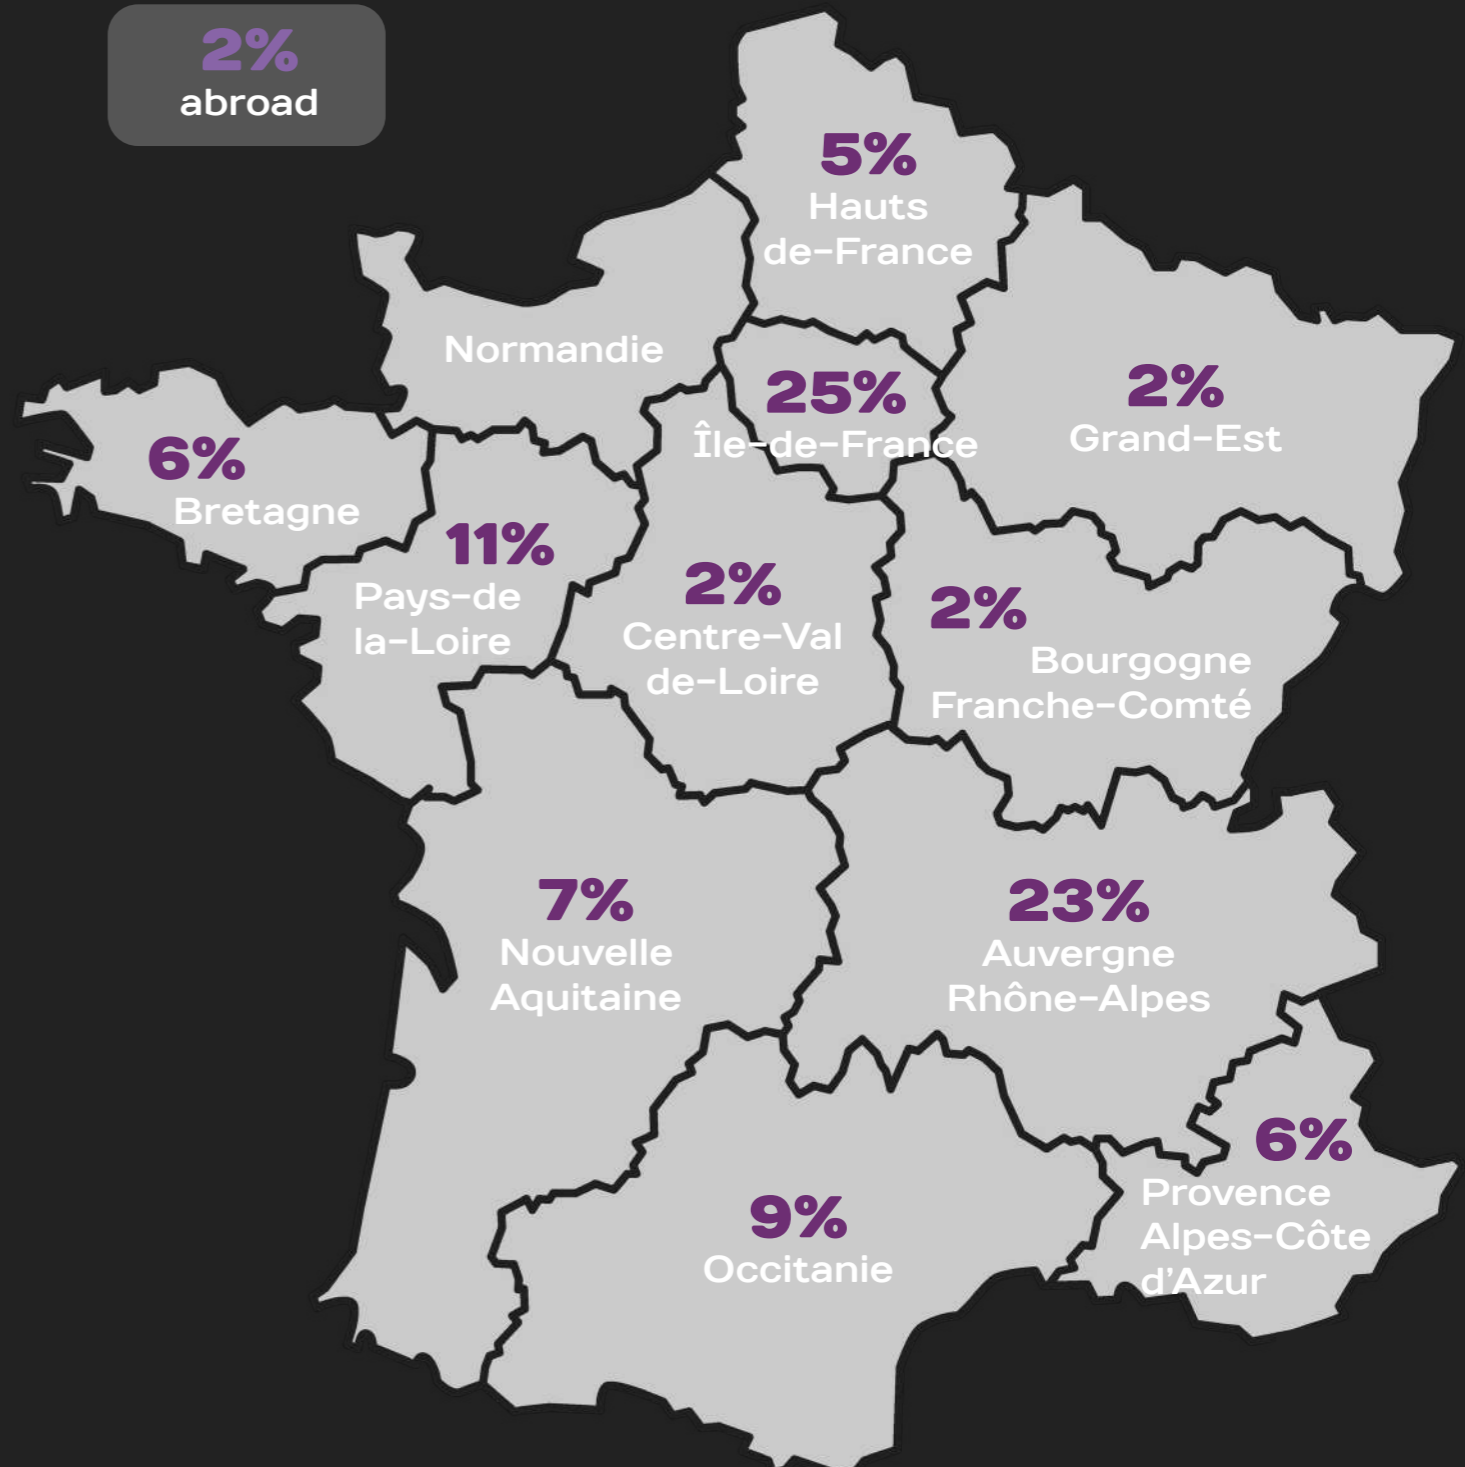 2%
abroad
5%
Hauts
de-France
Normandie
25%
Île-de-France
2%
Grand-Est
6%
Bretagne
11%
Pays-de
la-Loire
2%
Centre-Val
de-Loire
2%
Bourgogne
Franche-Comté
7%
Nouvelle
Aquitaine
23%
Auvergne
Rhône-Alpes
6%
Provence
Alpes-Côte
d’Azur
9%
Occitanie